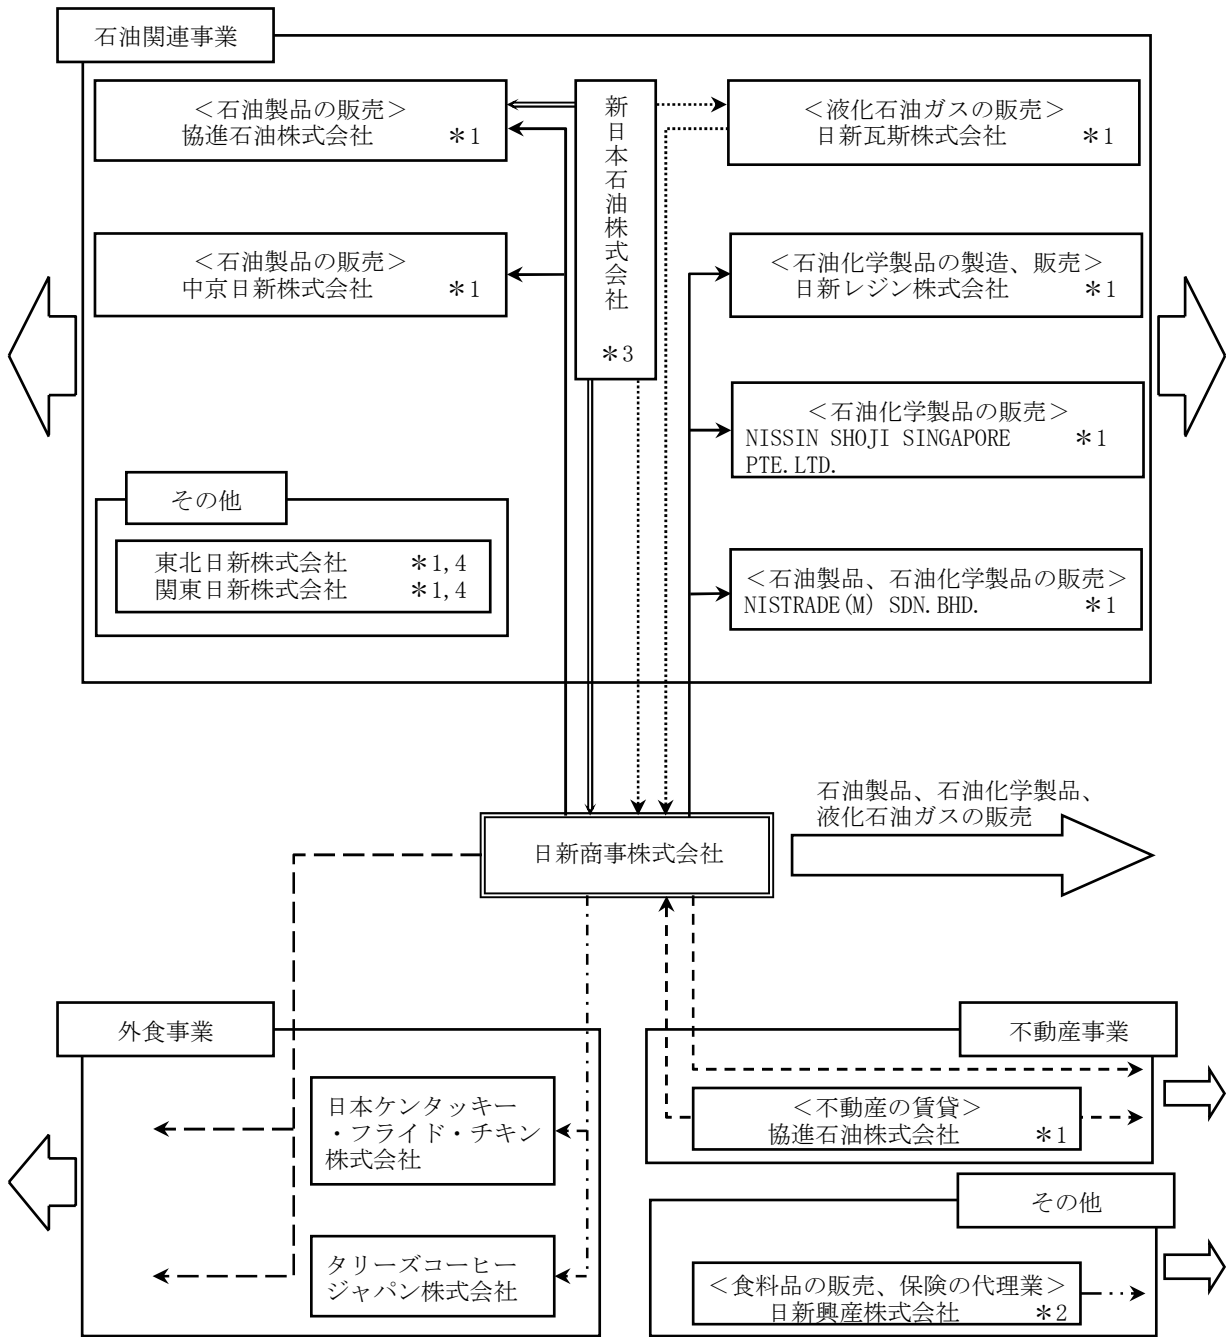 石油関連事業
＜石油製品の販売＞
協進石油株式会社 ＊1
新日本石油株式会社 ＊3
＜液化石油ガスの販売＞
日新瓦斯株式会社 ＊1
＜石油製品の販売＞
中京日新株式会社 ＊1
＜石油化学製品の製造、販売＞
日新レジン株式会社 ＊1
＜石油化学製品の販売＞
NISSIN SHOJI SINGAPORE ＊1
PTE.LTD.
その他
東北日新株式会社 ＊1,4
関東日新株式会社 ＊1,4
＜石油製品、石油化学製品の販売＞
NISTRADE(M) SDN.BHD. ＊1
石油製品、石油化学製品、
液化石油ガスの販売
日新商事株式会社
外食事業
日本ケンタッキー
・フライド・チキン
株式会社
タリーズコーヒー
ジャパン株式会社
不動産事業
＜不動産の賃貸＞
協進石油株式会社 ＊1
その他
＜食料品の販売、保険の代理業＞
日新興産株式会社 ＊2